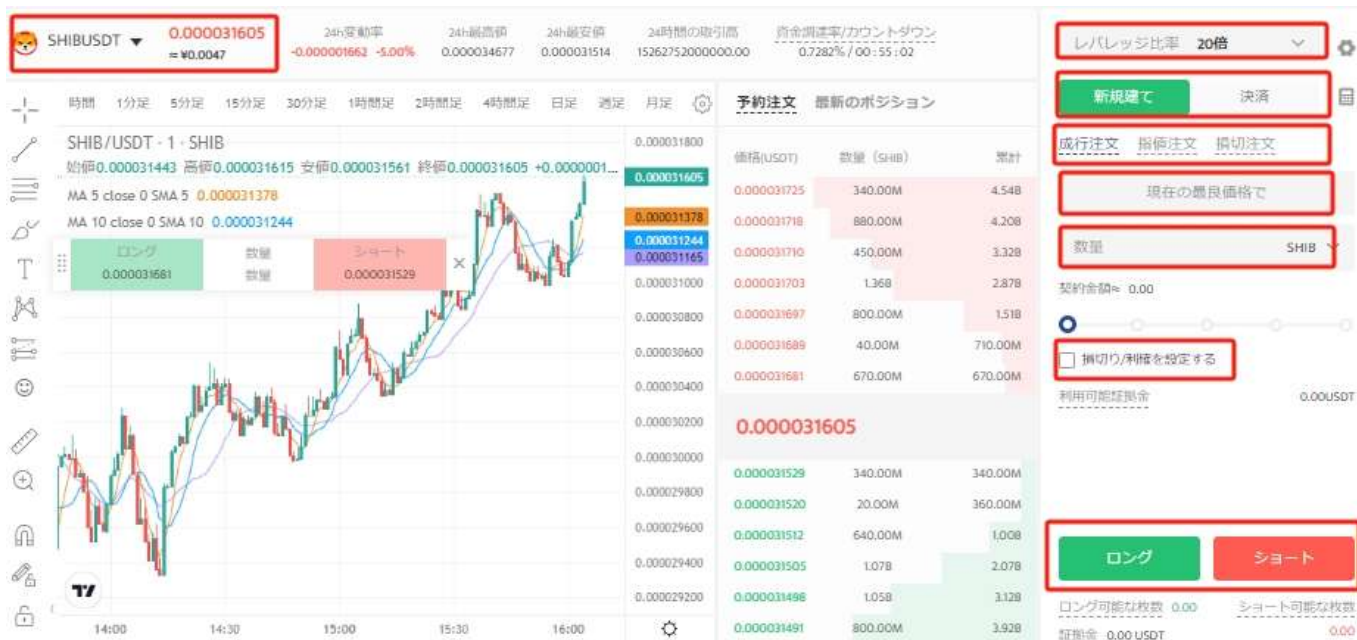 SHIBUSDT 0.000031605 ≈ ¥0.0047
24h変動率 24h最高値 24h最安値 24時間の取引高 資金調達率/カウントダウン
-0.000001662 -5.00% 0.000034677 0.000031514 15262752000000.00 0.7282% / 00 : 55 : 02
レバレッジ比率 20倍
時間 1分足 5分足 15分足 30分足 1時間足 2時間足 4時間足 日足 週足 月足
SHIB/USDT · 1 · SHIB
始値0.000031443 高値0.000031615 安値0.000031561 終値0.000031605 +0.0000001...
MA 5 close 0 SMA 5 0.000031378
MA 10 close 0 SMA 10 0.000031244
ロング 数量 ショート
0.000031681 数量 0.000031529
0.000031800
0.000031605
0.000031378
0.000031244
0.000031165
0.000031000
0.000030800
0.000030600
0.000030400
0.000030200
0.000030000
0.000029800
0.000029600
0.000029400
0.000029200
14:00 14:30 15:00 15:30 16:00
予約注文 最新のポジション
価格(USDT) 数量 (SHIB) 累計
0.000031725 340.00M 4.54B
0.000031718 880.00M 4.20B
0.000031710 450.00M 3.32B
0.000031703 1.36B 2.87B
0.000031697 800.00M 1.51B
0.000031689 40.00M 710.00M
0.000031681 670.00M 670.00M
0.000031605
0.000031529 340.00M 340.00M
0.000031520 20.00M 360.00M
0.000031512 640.00M 1.00B
0.000031505 1.07B 2.07B
0.000031498 1.05B 3.12B
0.000031491 800.00M 3.92B
新規建て 決済
成行注文 指値注文 損切注文
現在の最良価格で
数量 SHIB
契約金額≈ 0.00
損切り/利確を設定する
利用可能証拠金 0.00USDT
ロング ショート
ロング可能な枚数 0.00 ショート可能な枚数
証拠金 0.00 USDT 0.00